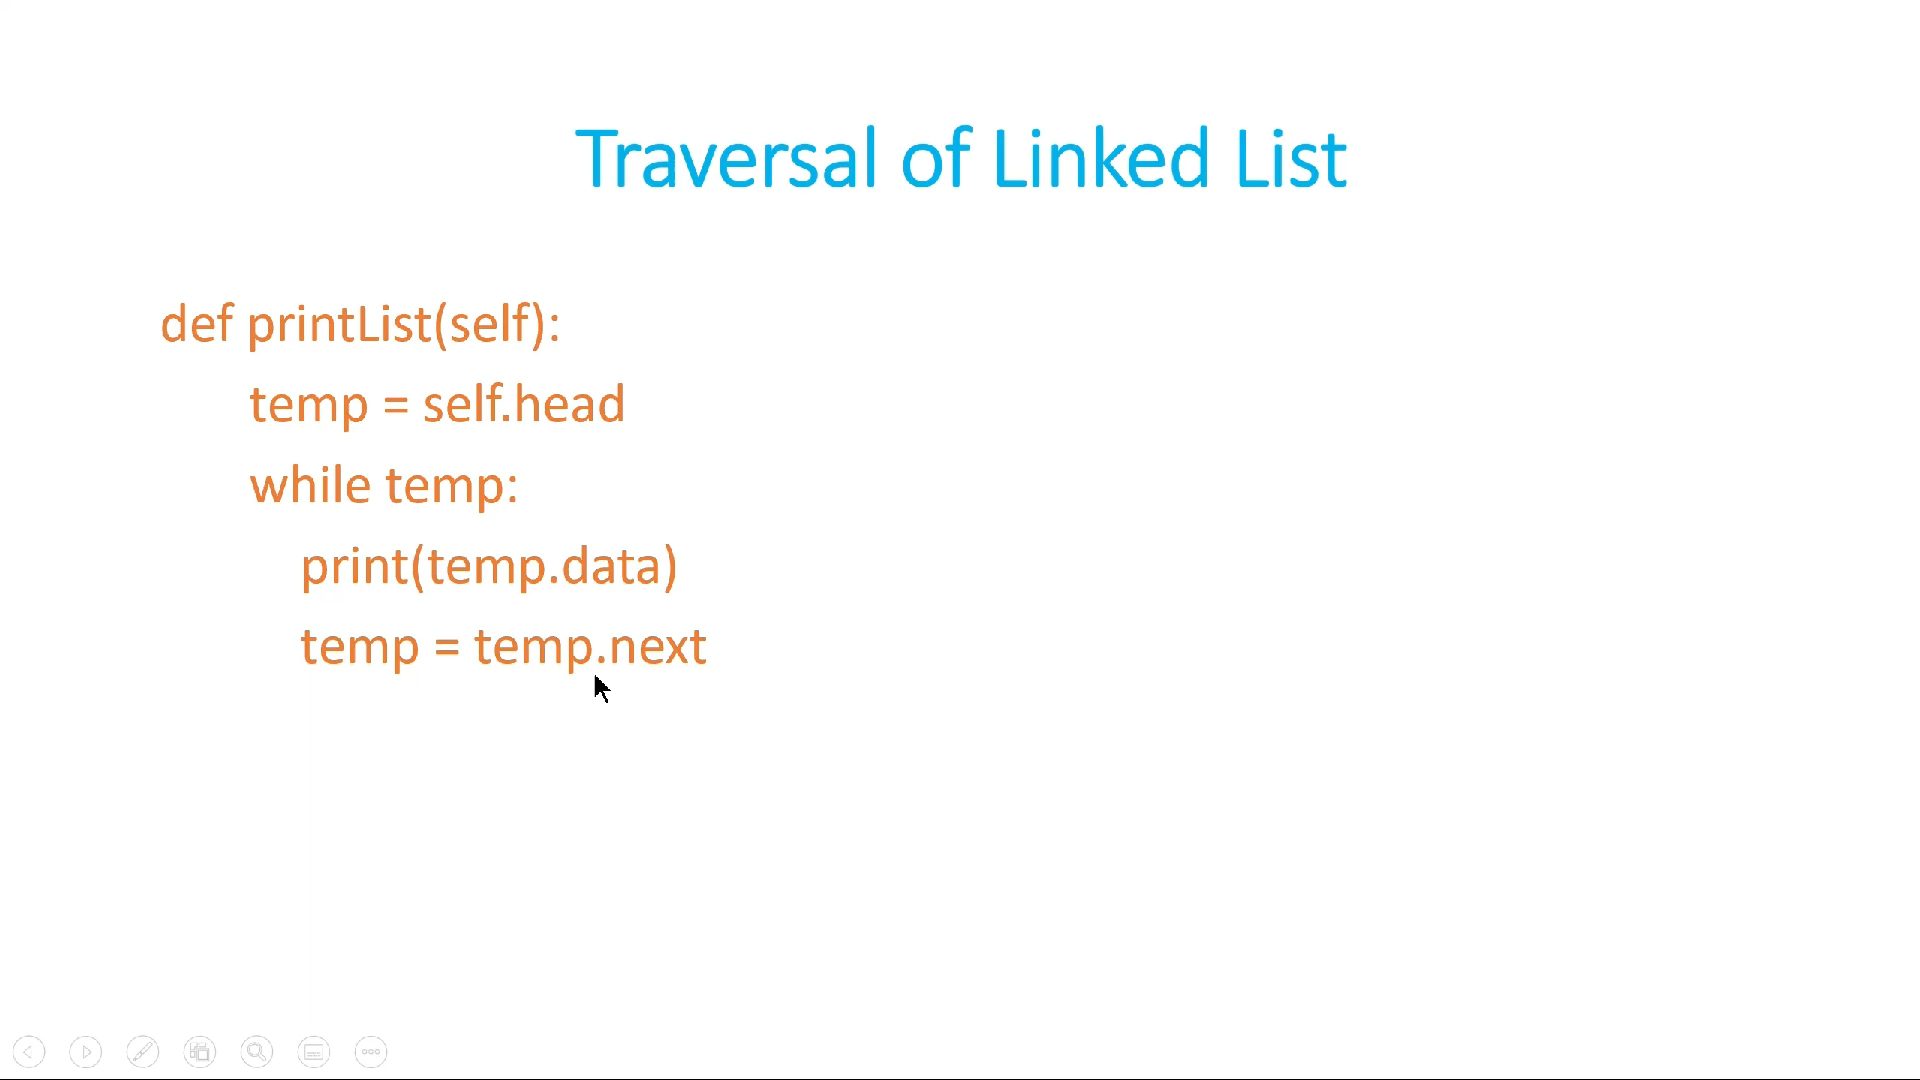 Traversal of Linked List
def printList(self):
temp = self.head
while temp:
print(temp.data)
temp = temp.next